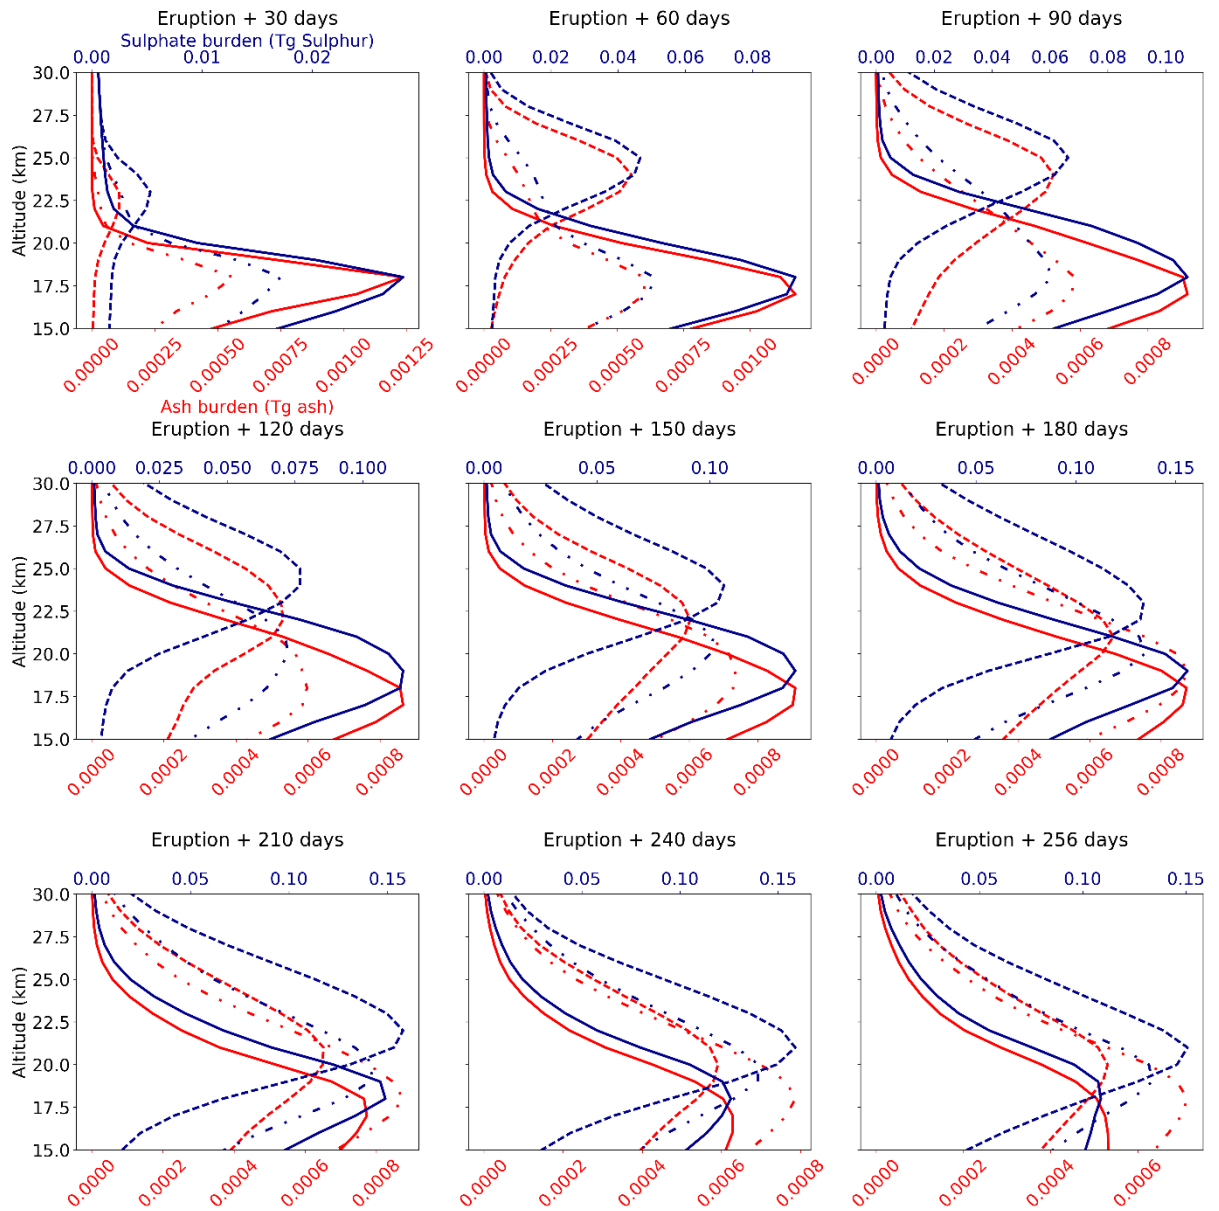 Eruption + 30 days
Sulphate burden (Tg Sulphur)
0.00 0.01 0.02
30.0
27.5
25.0
22.5
20.0
17.5
15.0
Altitude (km)
0.00000 0.00025 0.00050 0.00075 0.00100 0.00125
Ash burden (Tg ash)
Eruption + 60 days
0.00 0.02 0.04 0.06 0.08
0.00000 0.00025 0.00050 0.00075 0.00100
Eruption + 90 days
0.00 0.02 0.04 0.06 0.08 0.10
0.0000 0.0002 0.0004 0.0006 0.0008
Eruption + 120 days
0.000 0.025 0.050 0.075 0.100
30.0
27.5
25.0
22.5
20.0
17.5
15.0
Altitude (km)
0.0000 0.0002 0.0004 0.0006 0.0008
Eruption + 150 days
0.00 0.05 0.10
0.0000 0.0002 0.0004 0.0006 0.0008
Eruption + 180 days
0.00 0.05 0.10 0.15
0.0000 0.0002 0.0004 0.0006 0.0008
Eruption + 210 days
0.00 0.05 0.10 0.15
30.0
27.5
25.0
22.5
20.0
17.5
15.0
Altitude (km)
0.0000 0.0002 0.0004 0.0006 0.0008
Eruption + 240 days
0.00 0.05 0.10 0.15
0.0000 0.0002 0.0004 0.0006 0.0008
Eruption + 256 days
0.00 0.05 0.10 0.15
0.0000 0.0002 0.0004 0.0006